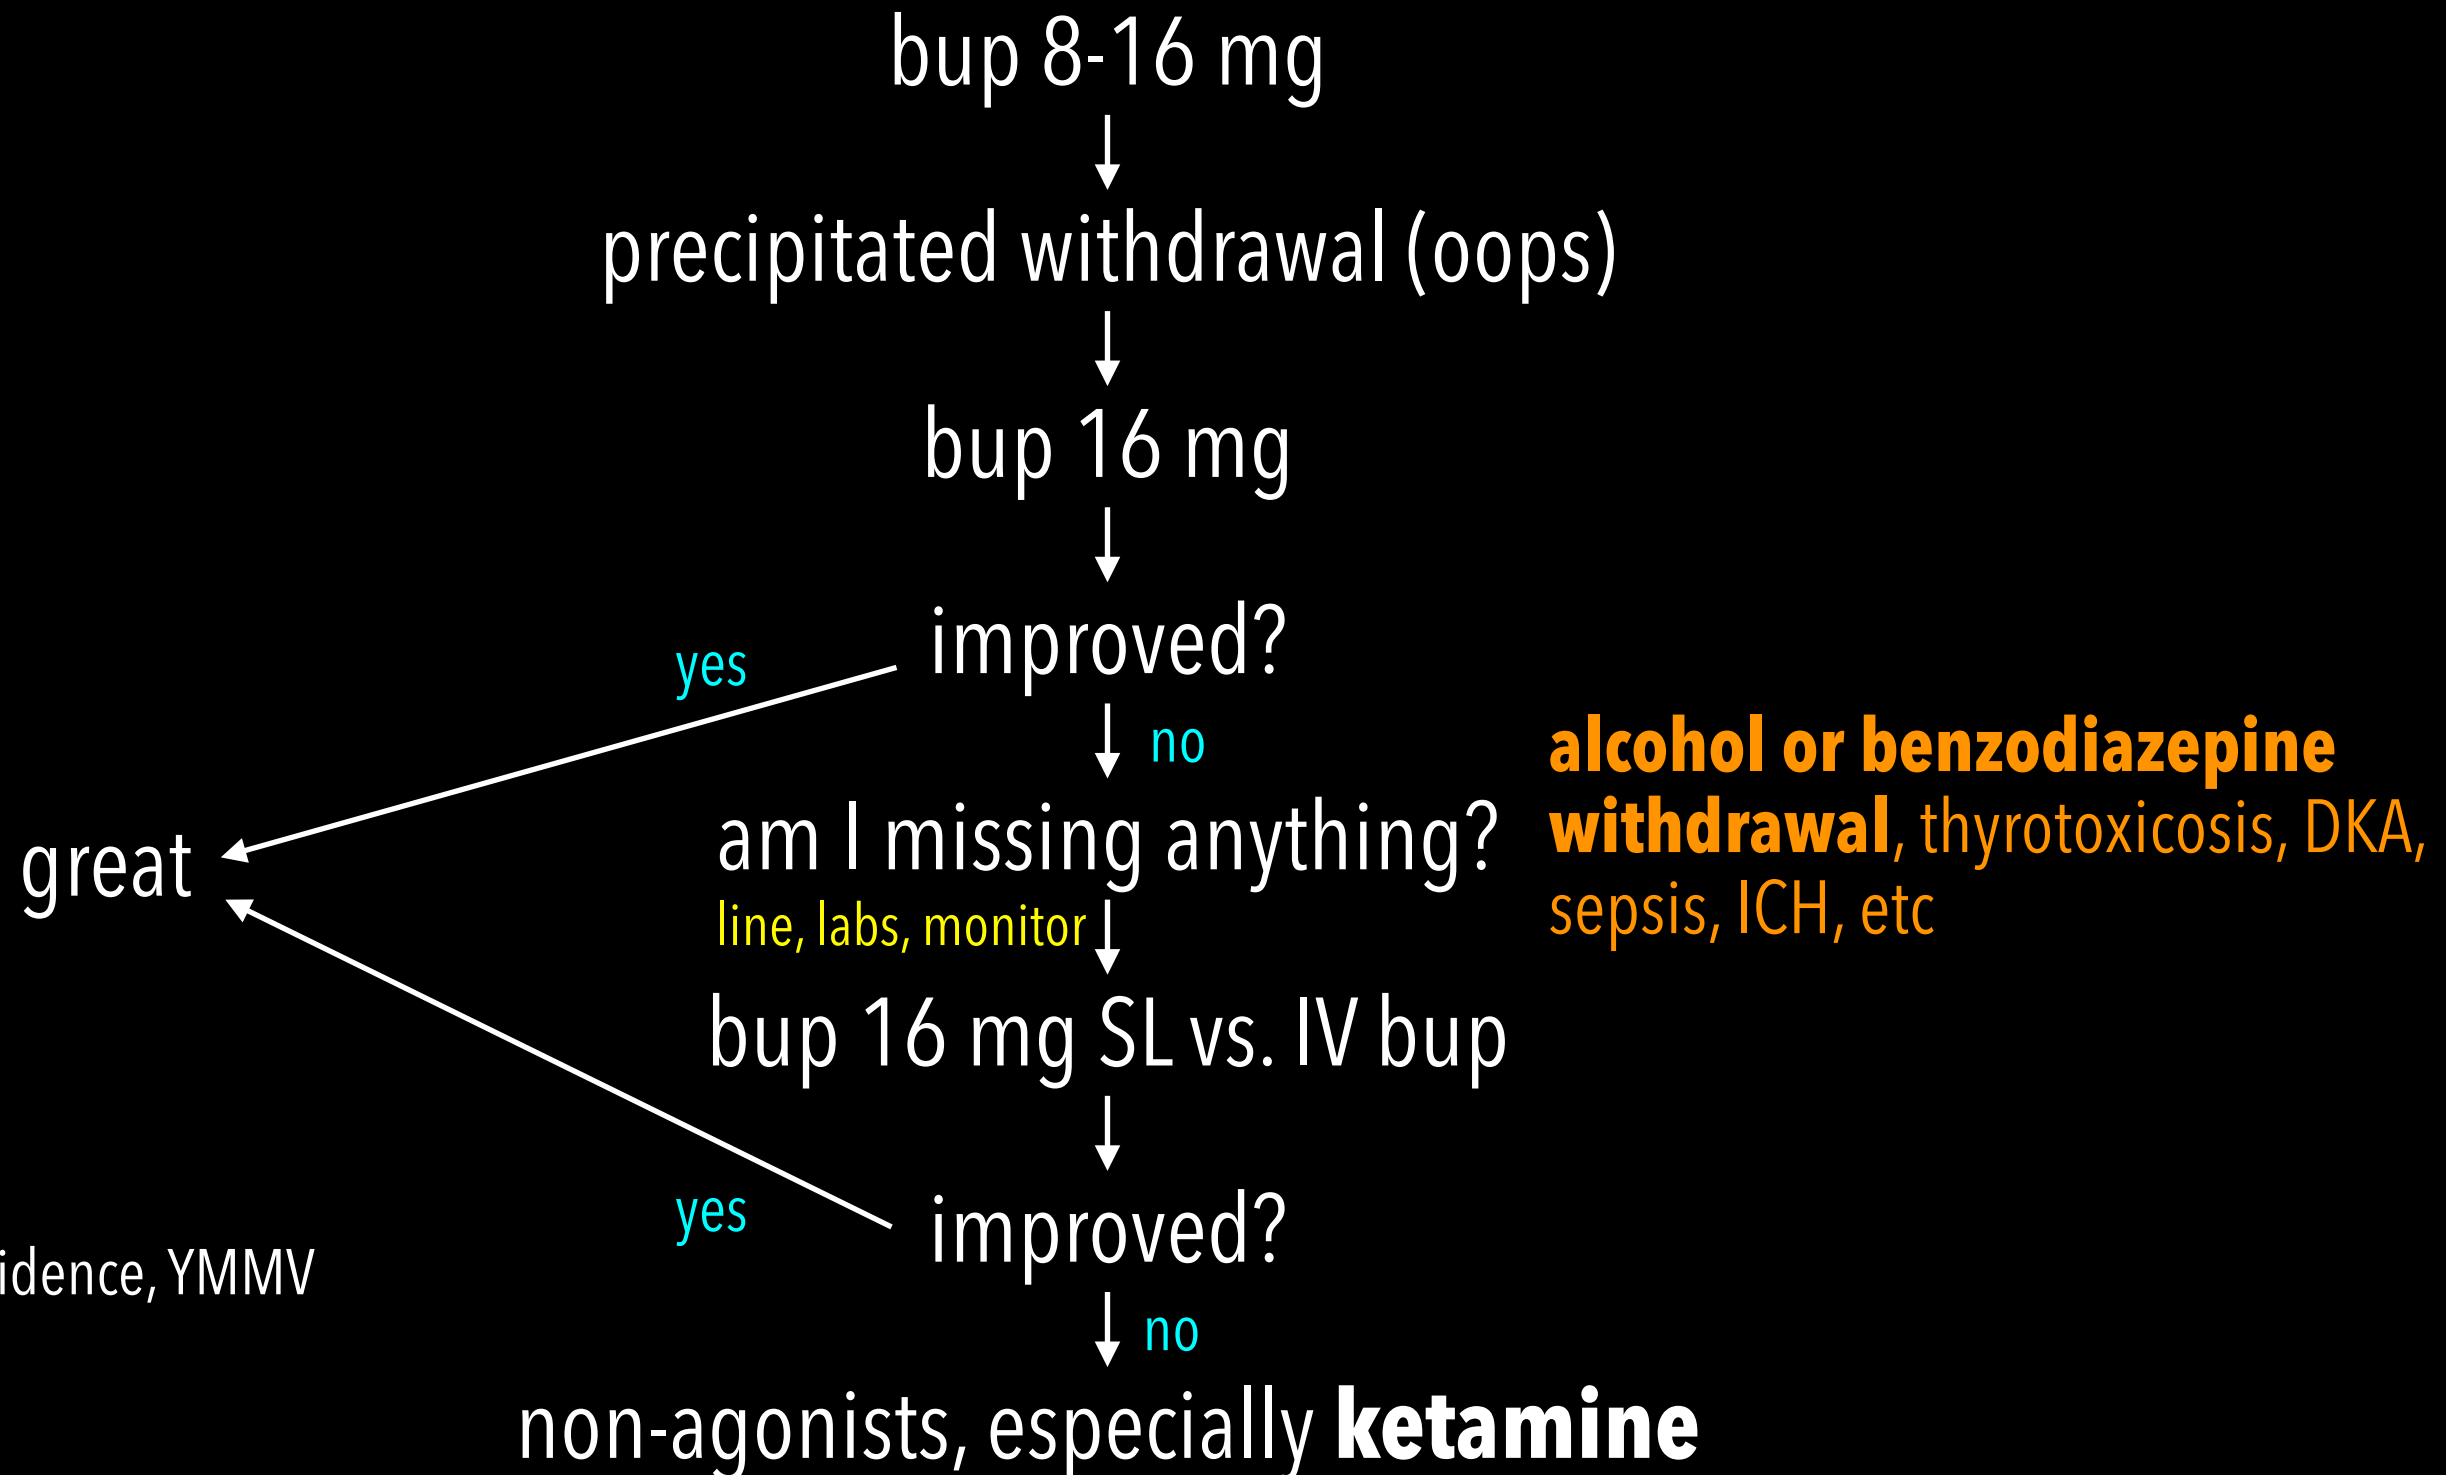 bup 8-16 mg
precipitated withdrawal (oops)
bup 16 mg
improved?
yes
no
great
am I missing anything?
alcohol or benzodiazepine
withdrawal, thyrotoxicosis, DKA,
sepsis, ICH, etc
line, labs, monitor
bup 16 mg SL vs. IV bup
yes
improved?
idence, YMMV
no
non-agonists, especially ketamine